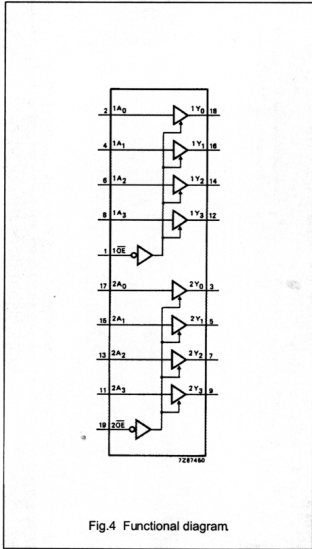 2 1A0 1Y0 18
4 1A1 1Y1 16
6 1A2 1Y2 14
8 1A3 1Y3 12
1 1OE
17 2A0 2Y0 3
15 2A1 2Y1 5
13 2A2 2Y2 7
11 2A3 2Y3 9
19 2OE
7Z87450
Fig.4 Functional diagram.